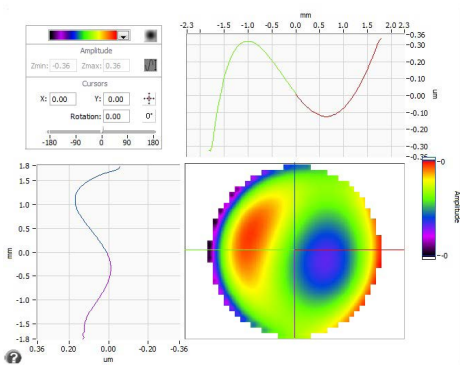 Amplitude
Zmin: -0.36 Zmax: 0.36
Cursors
X: 0.00 Y: 0.00
Rotation: 0.00 0°
-180 -90 0 90 180
mm
-2.3 -1.5 -1.0 -0.5 0.0 0.5 1.0 1.5 2.0 2.3
-0.36
-0.30
-0.20
-0.10
-0.00
-0.10
-0.20
-0.30
-0.36
um
1.8
1.5
1.0
0.5
0.0
-0.5
-1.0
-1.5
-1.8
mm
0.36 0.20 0.00 -0.20 -0.36
um
-0
-0
Amplitude
?